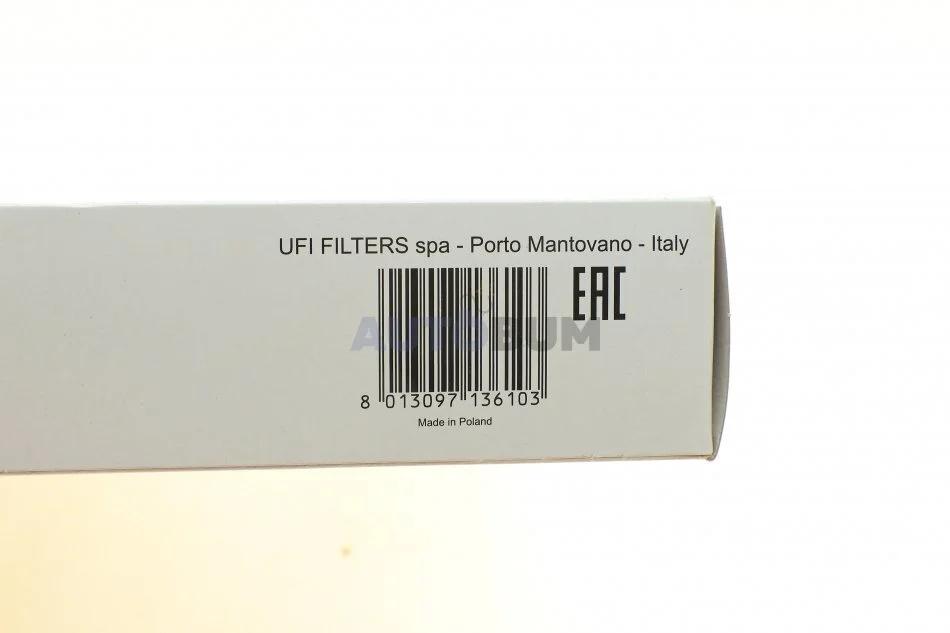 UFI FILTERS spa - Porto Mantovano - Italy
EAC
AUTOBUM
8 013097 136103
Made in Poland